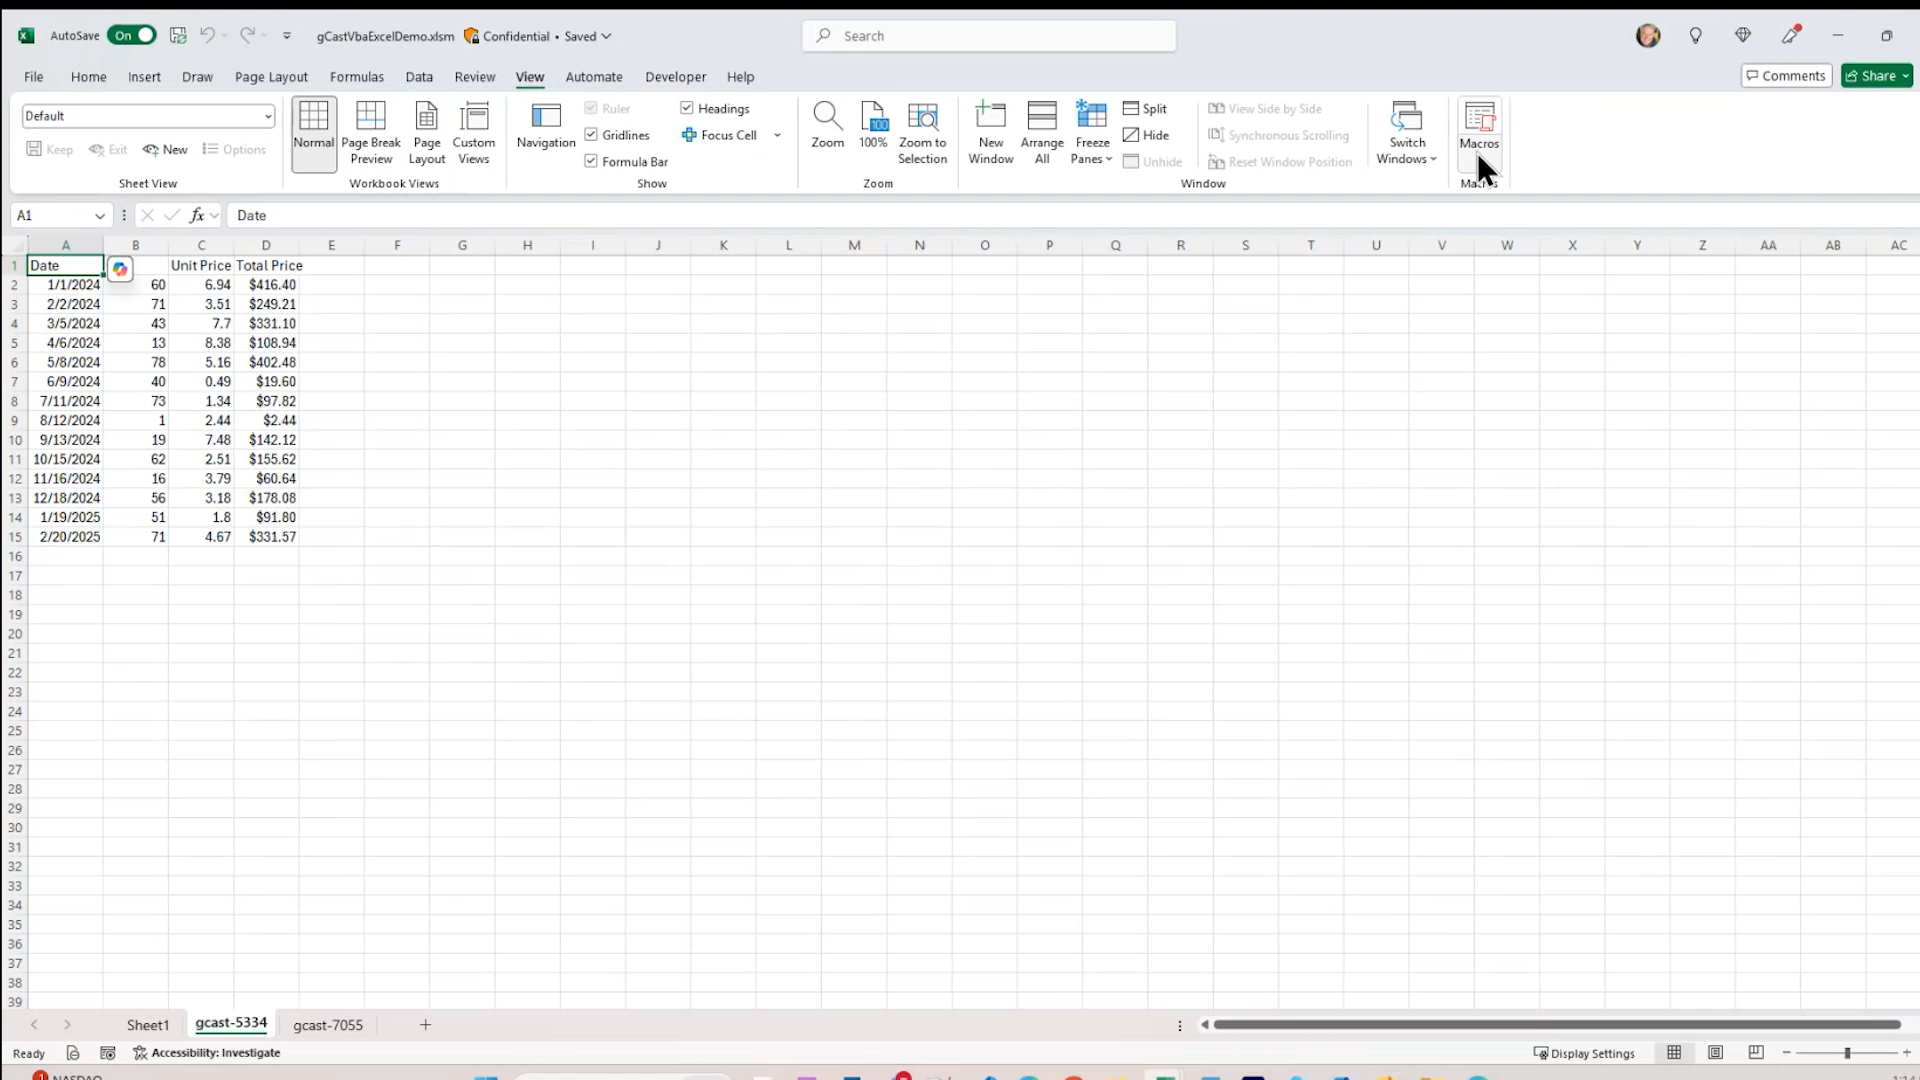 AutoSave On gCastVbaExcelDemo.xlsm Confidential • Saved Search
File Home Insert Draw Page Layout Formulas Data Review View Automate Developer Help Comments Share
Default
Keep Exit New Options
Sheet View
Normal Page Break Preview Page Layout Custom Views
Workbook Views
Navigation Ruler Headings
Gridlines Focus Cell
Formula Bar
Show
Zoom 100% Zoom to Selection
Zoom
New Window Arrange All Freeze Panes Split View Side by Side
Hide Synchronous Scrolling
Unhide Reset Window Position
Switch Windows
Window
Macros
A1 fx Date
A B C D E F G H I J K L M N O P Q R S T U V W X Y Z AA AB AC
1 Date Unit Price Total Price
2 1/1/2024 60 6.94 $416.40
3 2/2/2024 71 3.51 $249.21
4 3/5/2024 43 7.7 $331.10
5 4/6/2024 13 8.38 $108.94
6 5/8/2024 78 5.16 $402.48
7 6/9/2024 40 0.49 $19.60
8 7/11/2024 73 1.34 $97.82
9 8/12/2024 1 2.44 $2.44
10 9/13/2024 19 7.48 $142.12
11 10/15/2024 62 2.51 $155.62
12 11/16/2024 16 3.79 $60.64
13 12/18/2024 56 3.18 $178.08
14 1/19/2025 51 1.8 $91.80
15 2/20/2025 71 4.67 $331.57
16
17
18
19
20
21
22
23
24
25
26
27
28
29
30
31
32
33
34
35
36
37
38
39
Sheet1 gcast-5334 gcast-7055
Ready Accessibility: Investigate Display Settings
NASDAQ